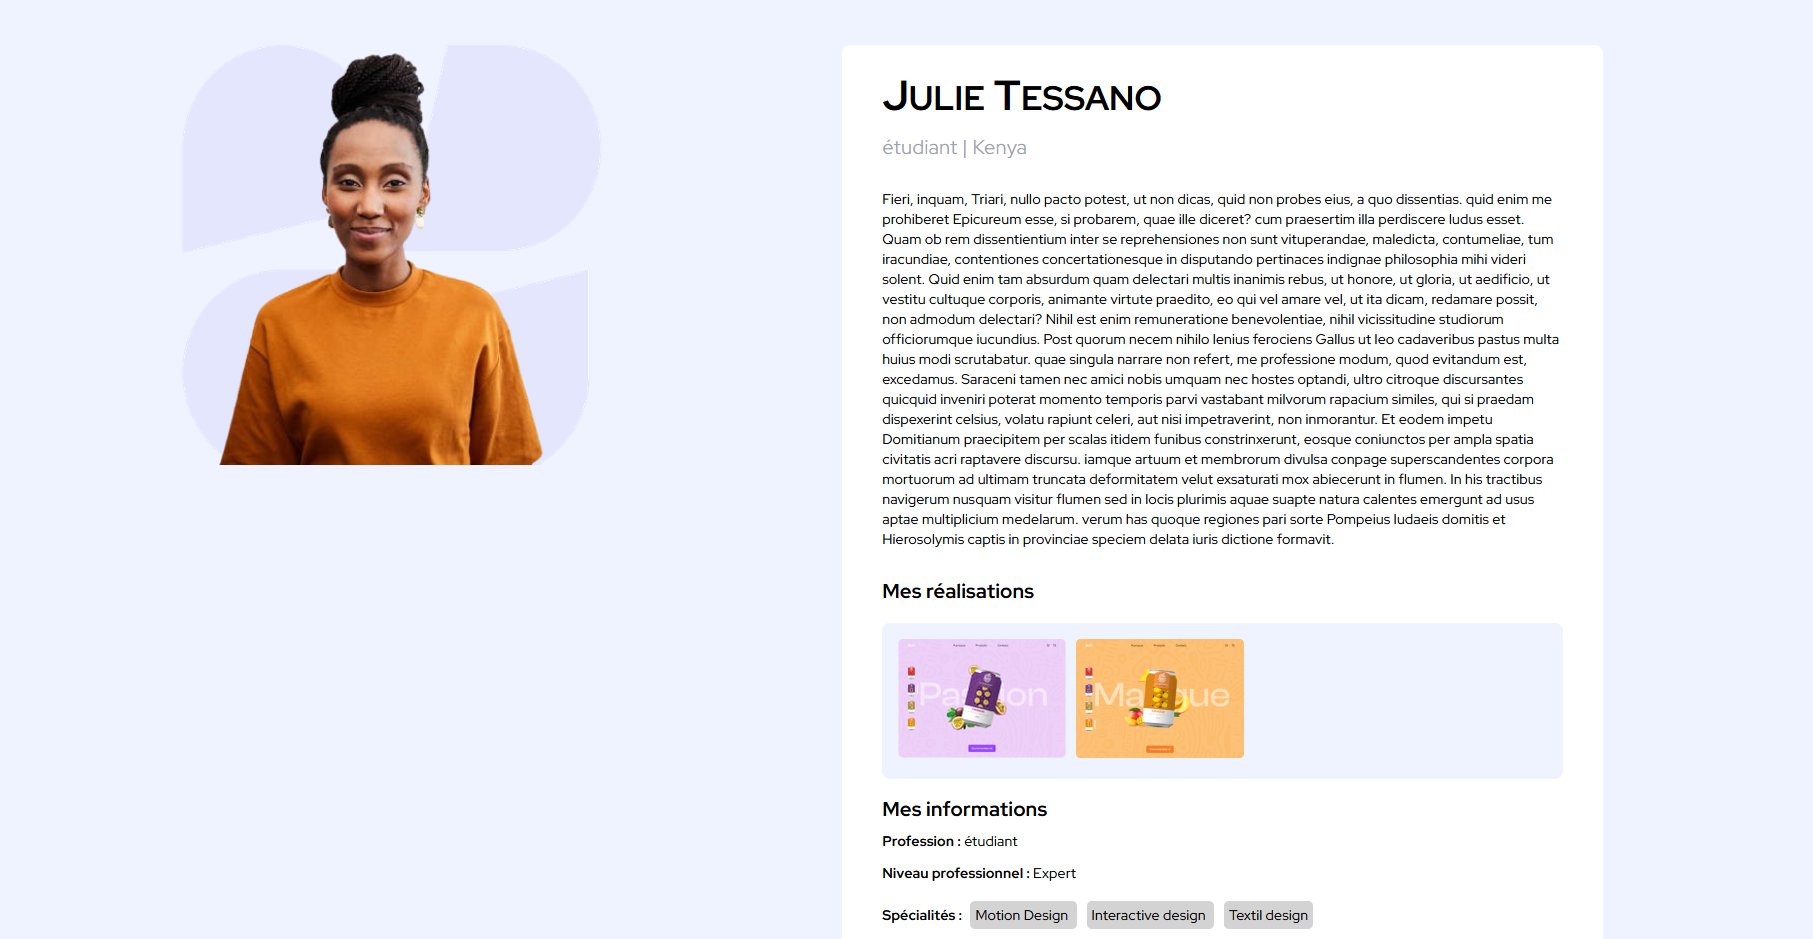 Julie Tessano
étudiant | Kenya
Fieri, inquam, Triari, nullo pacto potest, ut non dicas, quid non probes eius, a quo dissentias. quid enim me
prohiberet Epicureum esse, si probarem, quae ille diceret? cum praesertim illa perdiscere ludus esset.
Quam ob rem dissentientium inter se reprehensiones non sunt vituperandae, maledicta, contumeliae, tum
iracundiae, contentiones concertationesque in disputando pertinaces indignae philosophia mihi videri
solent. Quid enim tam absurdum quam delectari multis inanimis rebus, ut honore, ut gloria, ut aedificio, ut
vestitu cultuque corporis, animante virtute praedito, eo qui vel amare vel, ut ita dicam, redamare possit,
non admodum delectari? Nihil est enim remuneratione benevolentiae, nihil vicissitudine studiorum
officiorumque iucundius. Post quorum necem nihilo lenius ferociens Gallus ut leo cadaveribus pastus multa
huius modi scrutabatur. quae singula narrare non refert, me professione modum, quod evitandum est,
excedamus. Saraceni tamen nec amici nobis umquam nec hostes optandi, ultro citroque discursantes
quicquid inveniri poterat momento temporis parvi vastabant milvorum rapacium similes, qui si praedam
dispexerint celsius, volatu rapiunt celeri, aut nisi impetraverint, non inmorantur. Et eodem impetu
Domitianum praecipitem per scalas itidem funibus constrinxerunt, eosque coniunctos per ampla spatia
civitatis acri raptavere discursu. iamque artuum et membrorum divulsa conpage superscandentes corpora
mortuorum ad ultimam truncata deformitatem velut exsaturati mox abiecerunt in flumen. In his tractibus
navigerum nusquam visitur flumen sed in locis plurimis aquae suapte natura calentes emergunt ad usus
aptae multiplicium medelarum. verum has quoque regiones pari sorte Pompeius Iudaeis domitis et
Hierosolymis captis in provinciae speciem delata iuris dictione formavit.
Mes réalisations
Mes informations
Profession : étudiant
Niveau professionnel : Expert
Spécialités : Motion Design Interactive design Textil design